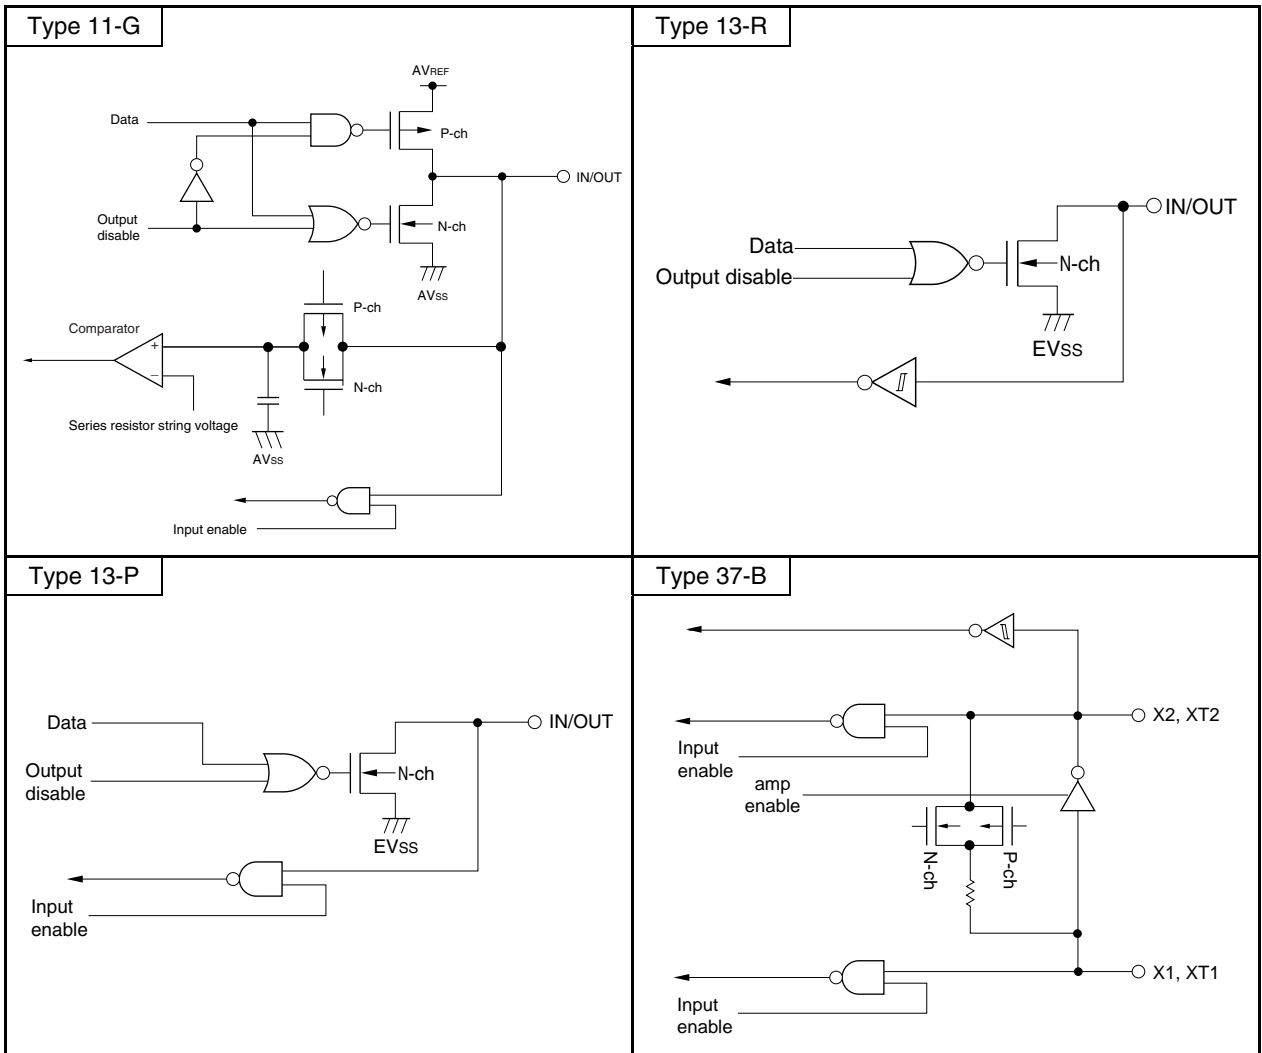 Type 11-G
AVREF
Data
P-ch
IN/OUT
Output
disable
N-ch
AVSS
P-ch
Comparator
+
–
N-ch
Series resistor string voltage
AVSS
Input enable
Type 13-R
IN/OUT
Data
Output disable
N-ch
EVSS
Type 13-P
Data
IN/OUT
Output
disable
N-ch
EVSS
Input
enable
Type 37-B
X2, XT2
Input
enable
amp
enable
N-ch
P-ch
X1, XT1
Input
enable